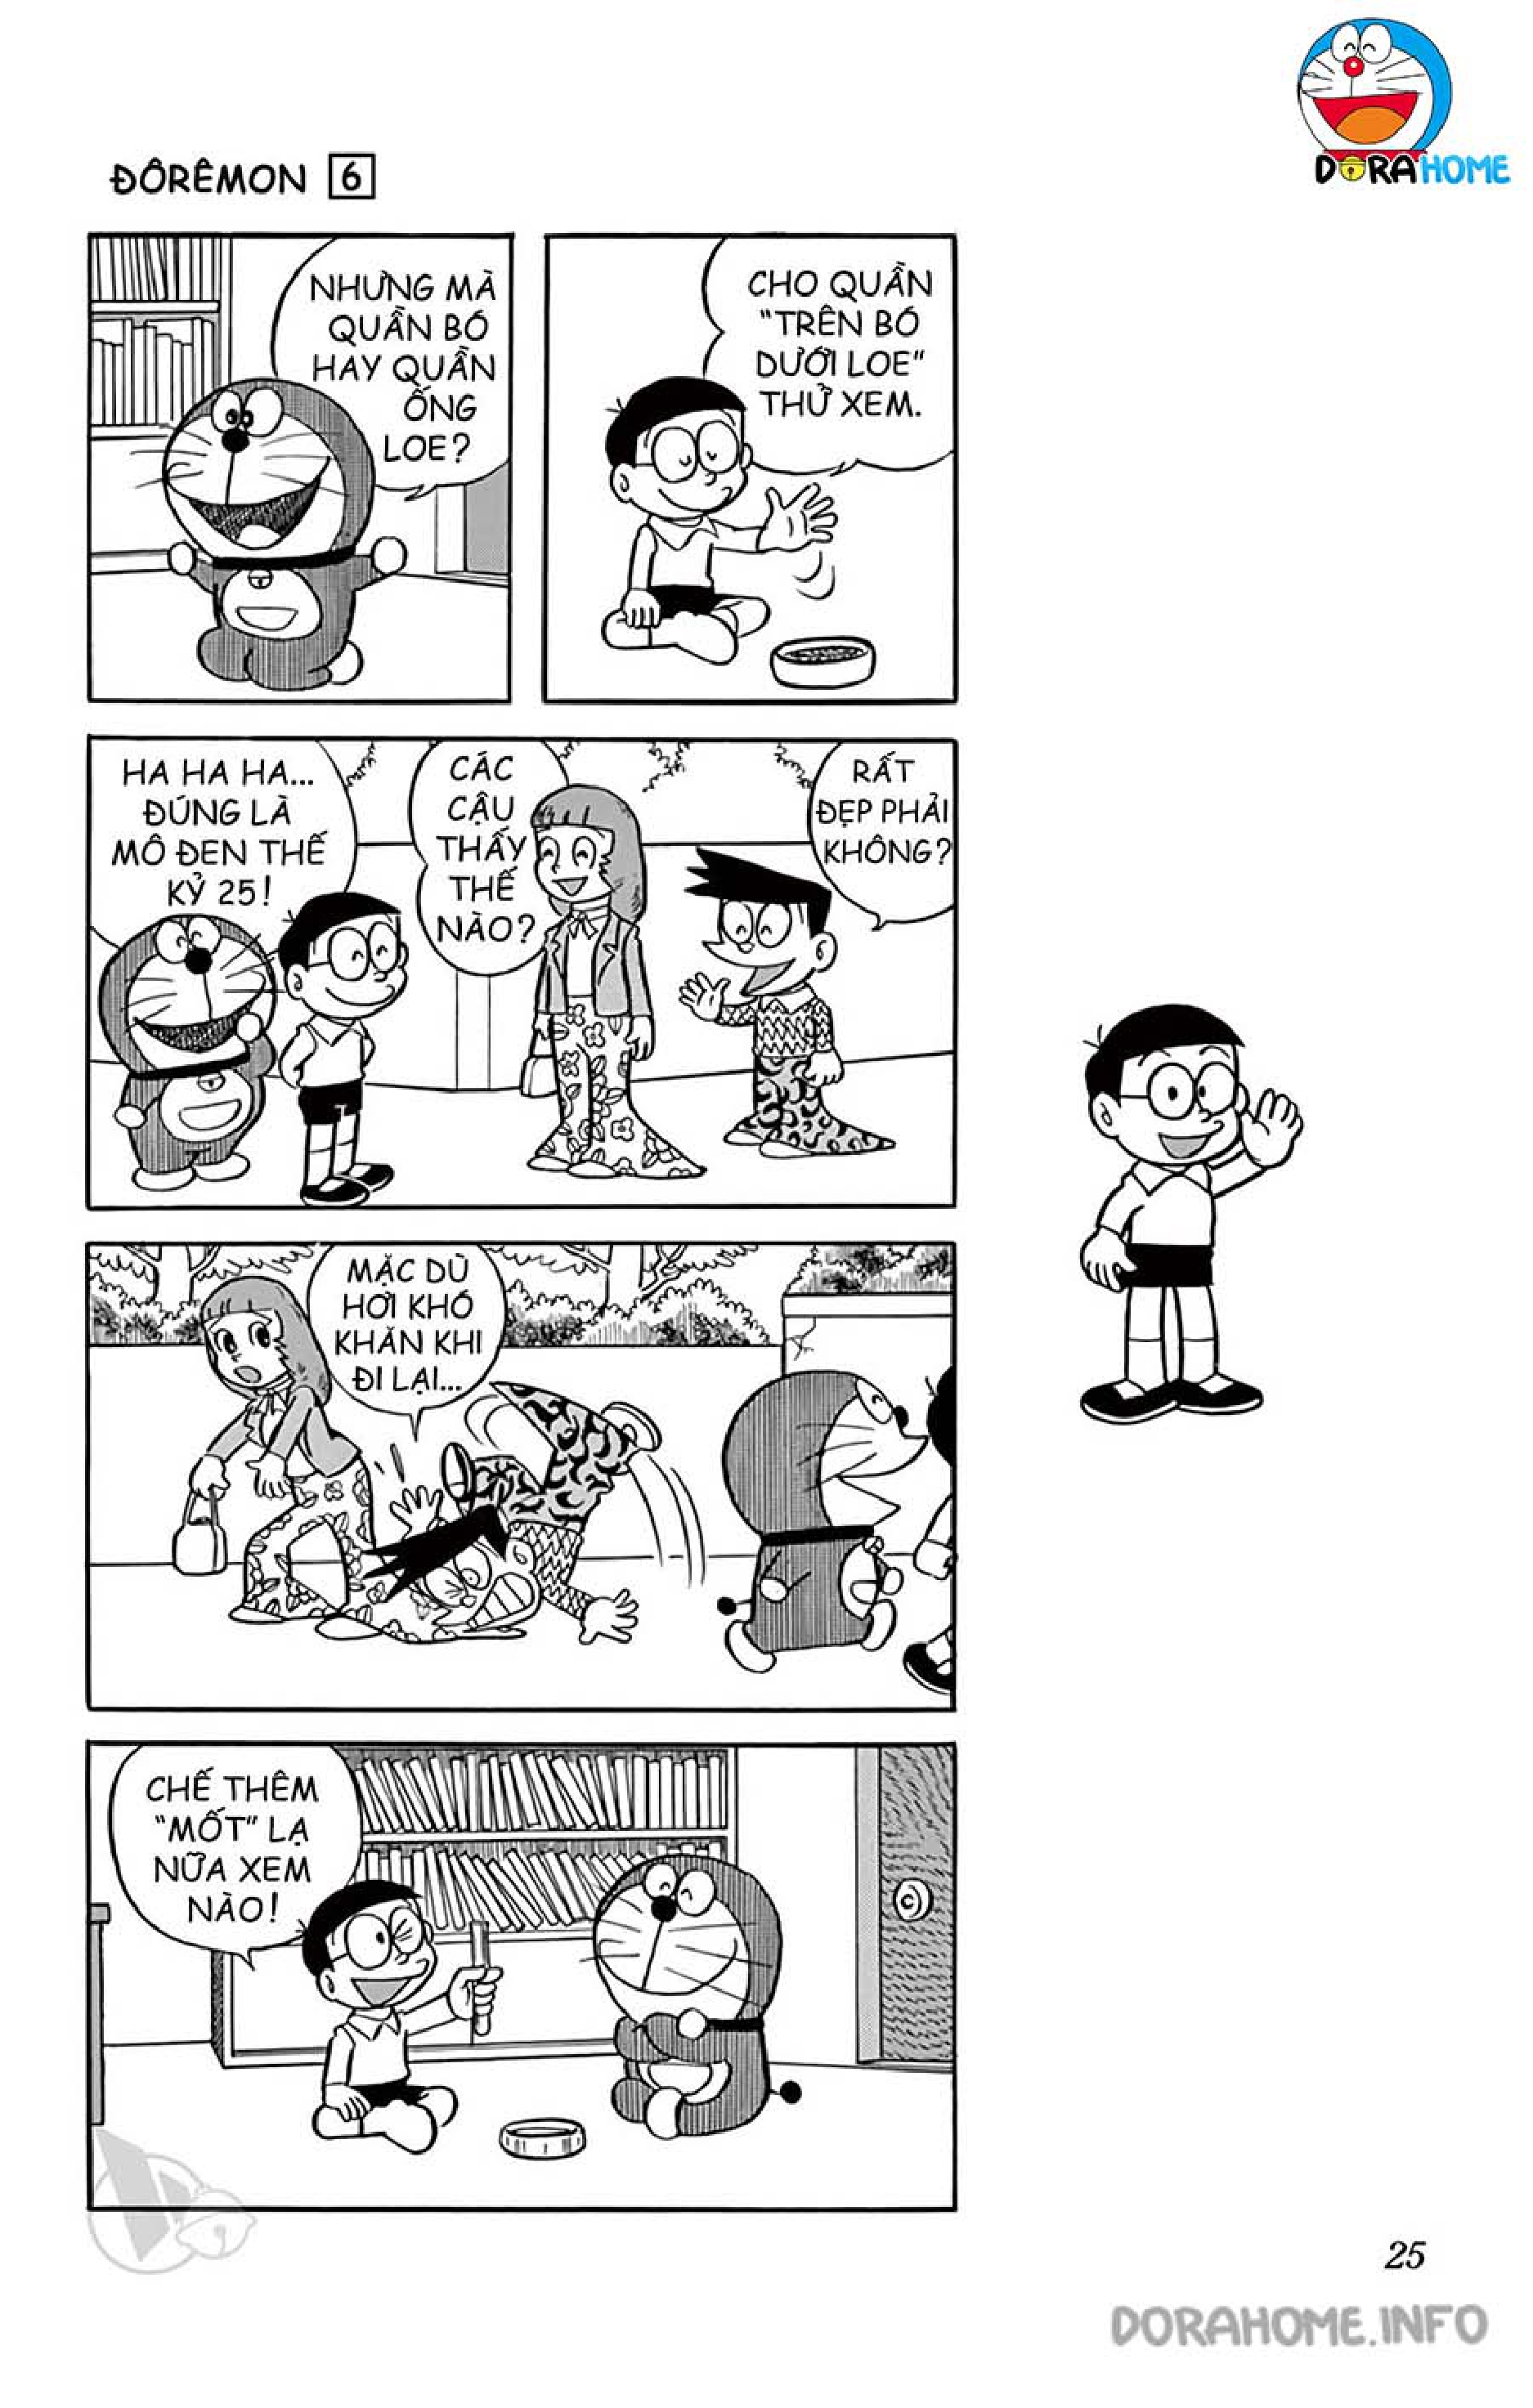 DORAHOME
ĐÔRÊMON 6
NHƯNG MÀ
QUẦN BÓ
HAY QUẦN
ỐNG
LOE?
CHO QUẦN
“TRÊN BÓ
DƯỚI LOE”
THỬ XEM.
HA HA HA...
ĐÚNG LÀ
MÔ ĐEN THẾ
KỶ 25!
CÁC
CẬU
THẤY
THẾ
NÀO?
RẤT
ĐẸP PHẢI
KHÔNG?
MẶC DÙ
HƠI KHÓ
KHĂN KHI
ĐI LẠI...
CHẾ THÊM
“MỐT” LẠ
NỮA XEM
NÀO!
25
DORAHOME.INFO